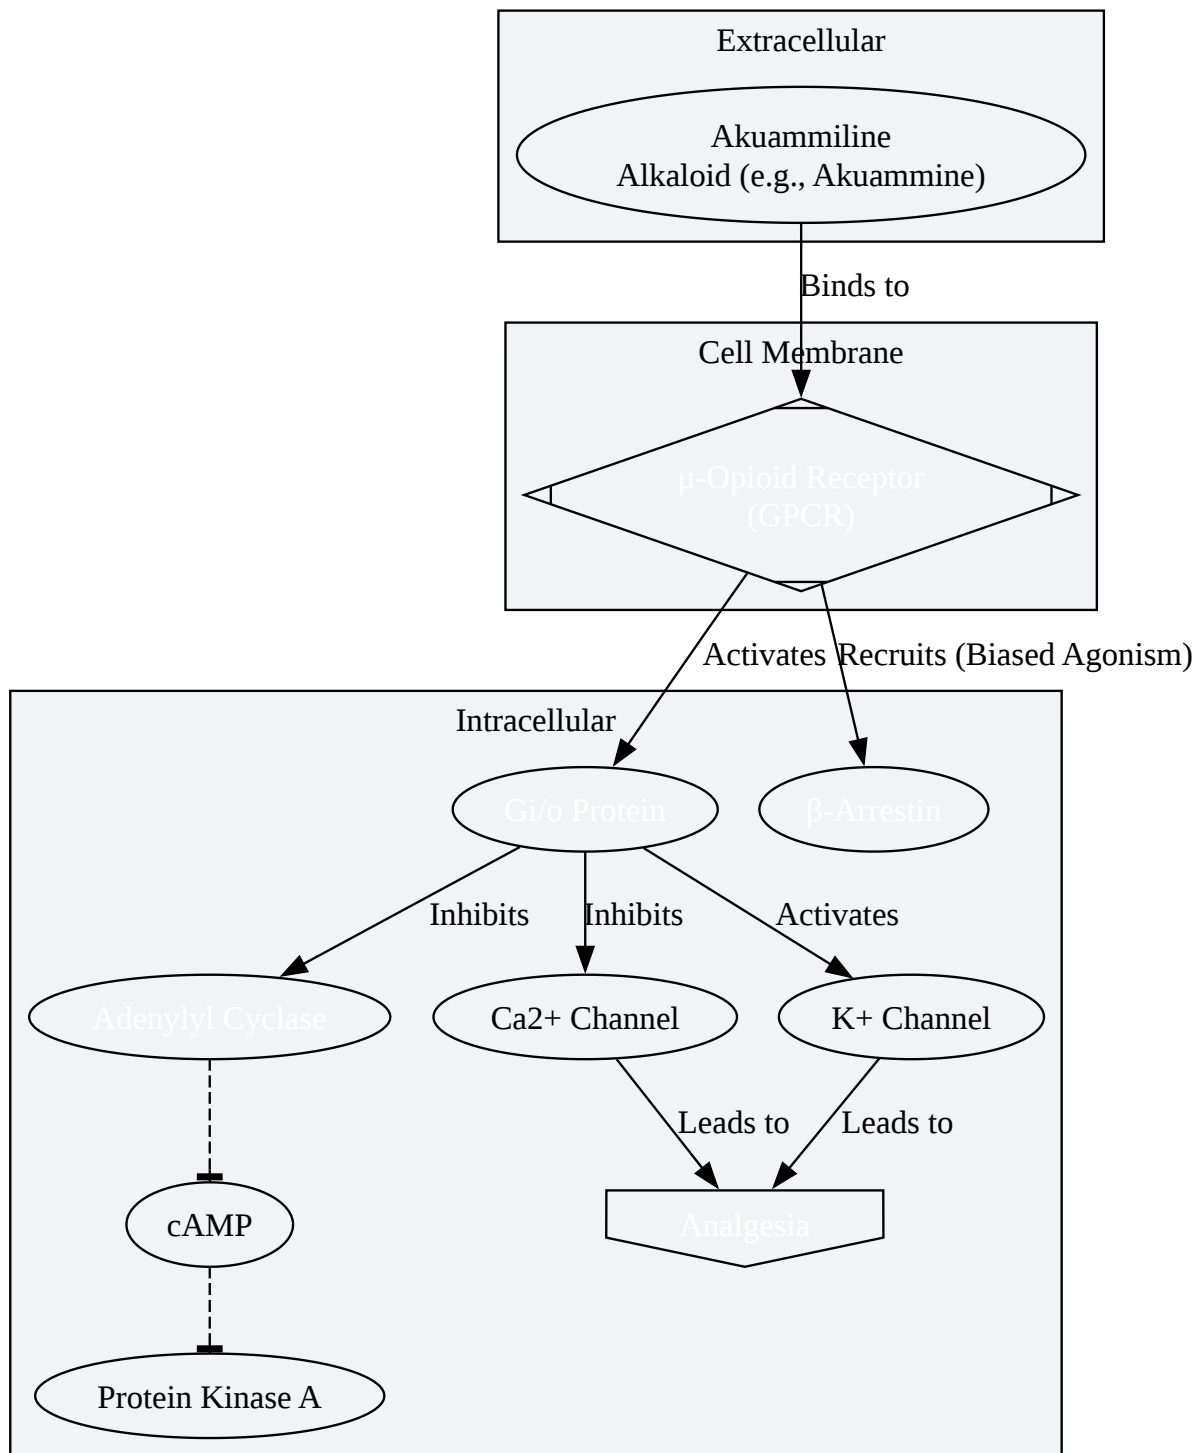 Extracellular
Akuammiline
Alkaloid (e.g., Akuammine)
Binds to
Cell Membrane
μ-Opioid Receptor
(GPCR)
Activates
Recruits (Biased Agonism)
Intracellular
Gi/o Protein
β-Arrestin
Inhibits
Inhibits
Activates
Adenylyl Cyclase
Ca2+ Channel
K+ Channel
Leads to
Leads to
cAMP
Analgesia
Protein Kinase A